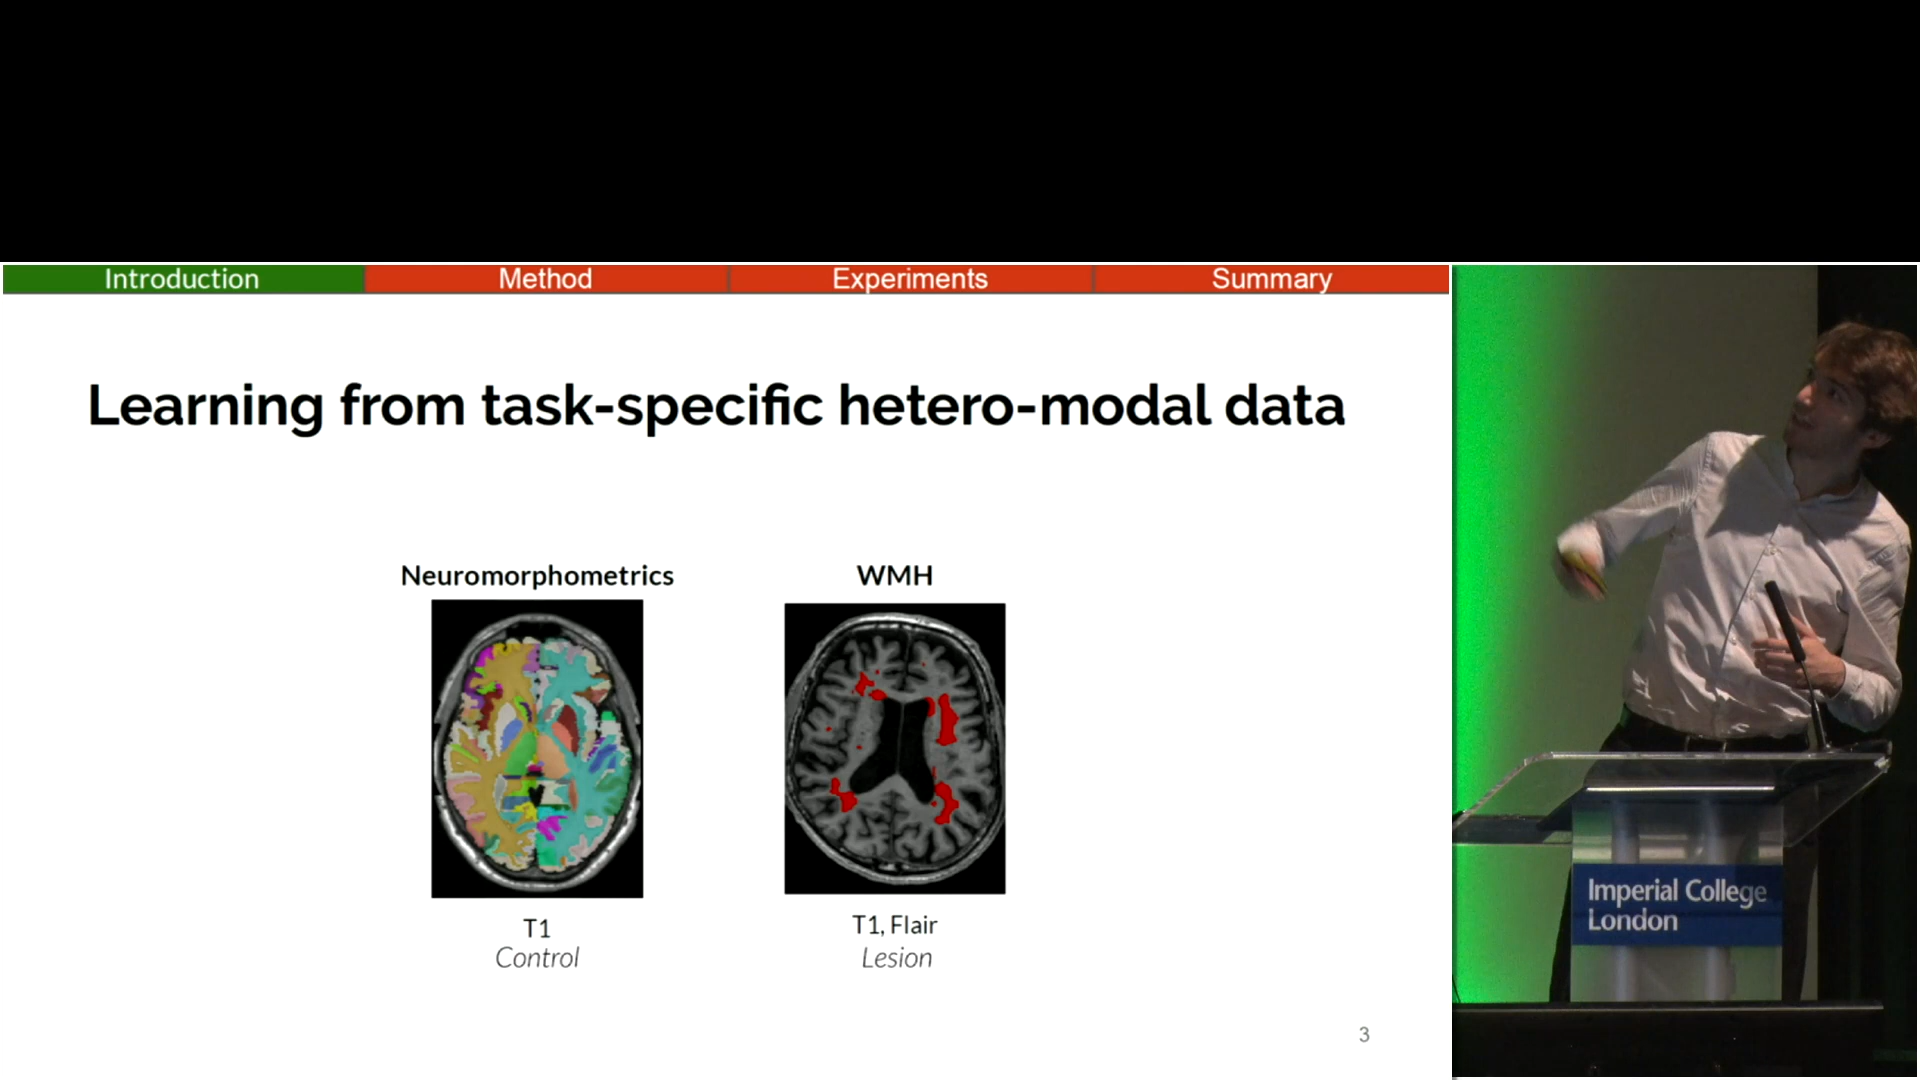 Introduction
Method
Experiments
Summary
Learning from task-specific hetero-modal data
Neuromorphometrics
WMH
T1
Control
T1, Flair
Lesion
3
Imperial College
London